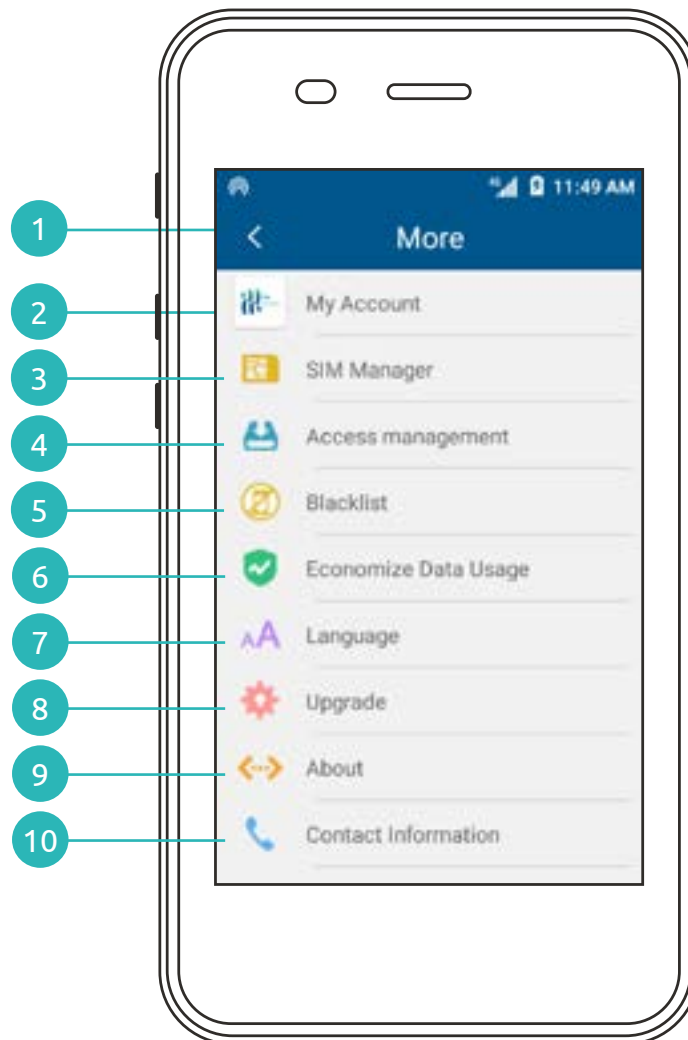 11:49 AM
1
More
2
My Account
3
SIM Manager
4
Access management
5
Blacklist
6
Economize Data Usage
7
Language
8
Upgrade
9
About
10
Contact Information